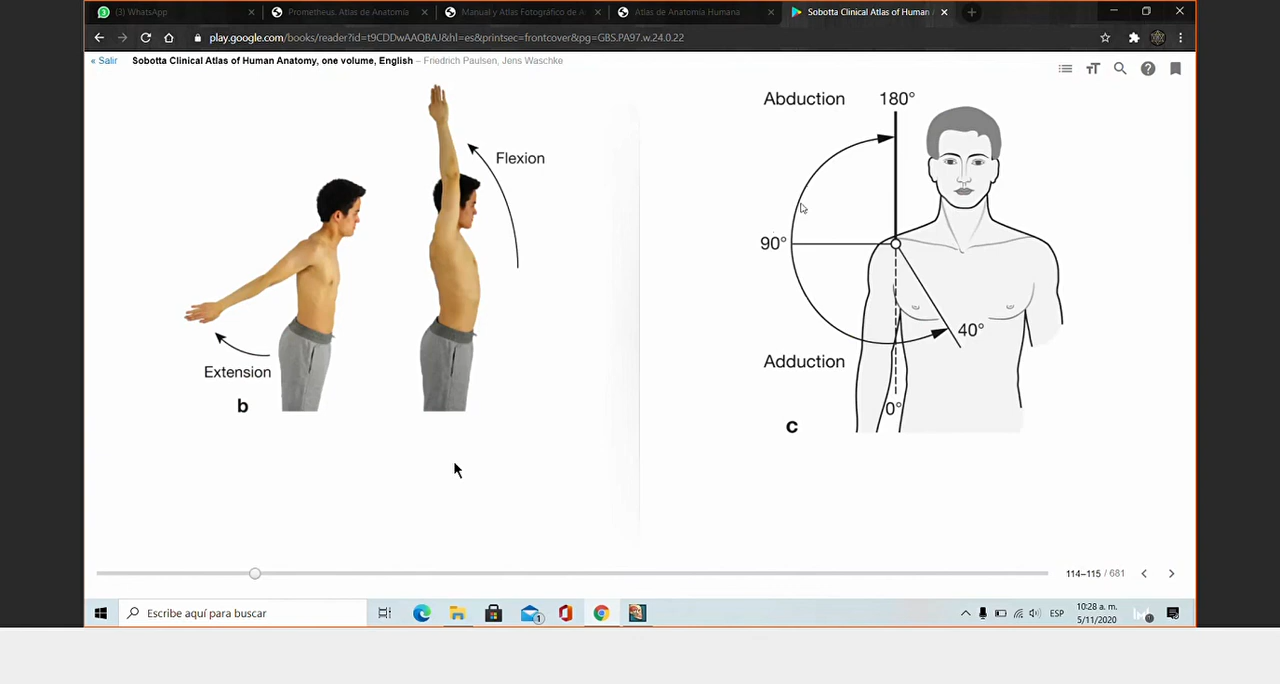 (3) WhatsApp
Prometheus. Atlas de Anatomía
Manual y Atlas Fotográfico de A
Atlas de Anatomía Humana
Sobotta Clinical Atlas of Human
play.google.com/books/reader?id=t9CDDwAAQBAJ&hl=es&printsec=frontcover&pg=GBS.PA97.w.24.0.22
« Salir Sobotta Clinical Atlas of Human Anatomy, one volume, English – Friedrich Paulsen, Jens Waschke
Flexion
Extension
b
Abduction 180°
90°
40°
Adduction
0°
c
114–115 / 681
Escribe aquí para buscar
ESP
10:28 a. m.
5/11/2020